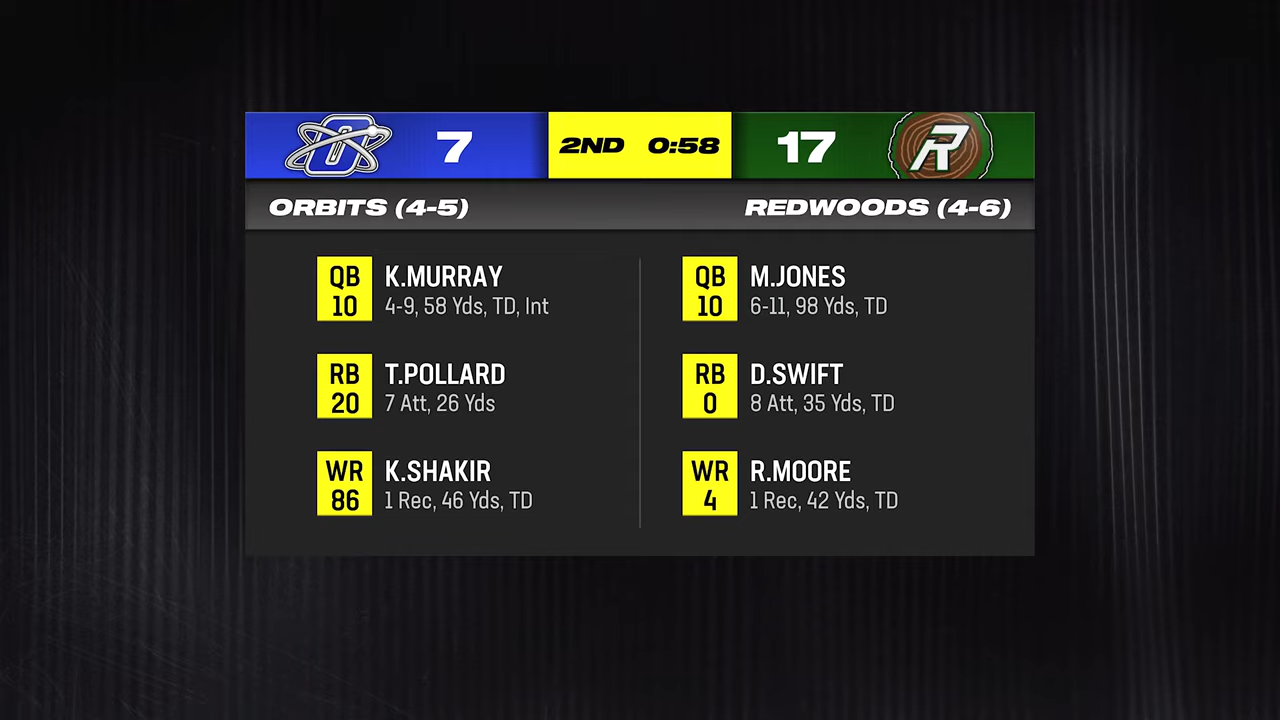 O 7 2ND 0:58 17 R
ORBITS (4-5) REDWOODS (4-6)
QB 10 K.MURRAY
4-9, 58 Yds, TD, Int
RB 20 T.POLLARD
7 Att, 26 Yds
WR 86 K.SHAKIR
1 Rec, 46 Yds, TD
QB 10 M.JONES
6-11, 98 Yds, TD
RB 0 D.SWIFT
8 Att, 35 Yds, TD
WR 4 R.MOORE
1 Rec, 42 Yds, TD